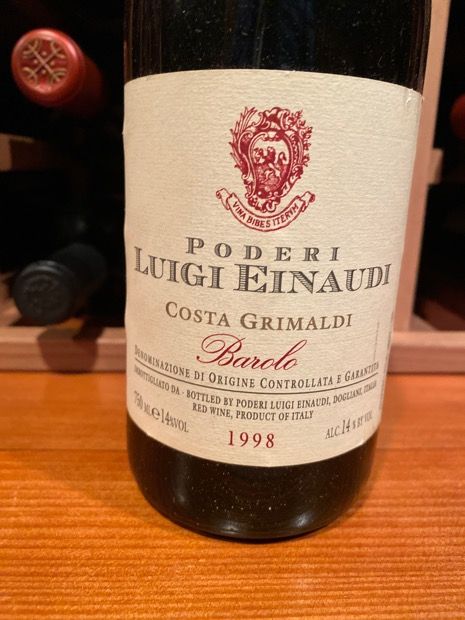 VINA BIBES ITERVM
PODERI
LUIGI EINAUDI
COSTA GRIMALDI
Barolo
DENOMINAZIONE DI ORIGINE CONTROLLATA E GARANTITA
IMBOTTIGLIATO DA - BOTTLED BY PODERI LUIGI EINAUDI, DOGLIANI, ITALIA
RED WINE, PRODUCT OF ITALY
750 ML e 14%VOL
ALC. 14 % BY VOL.
1998